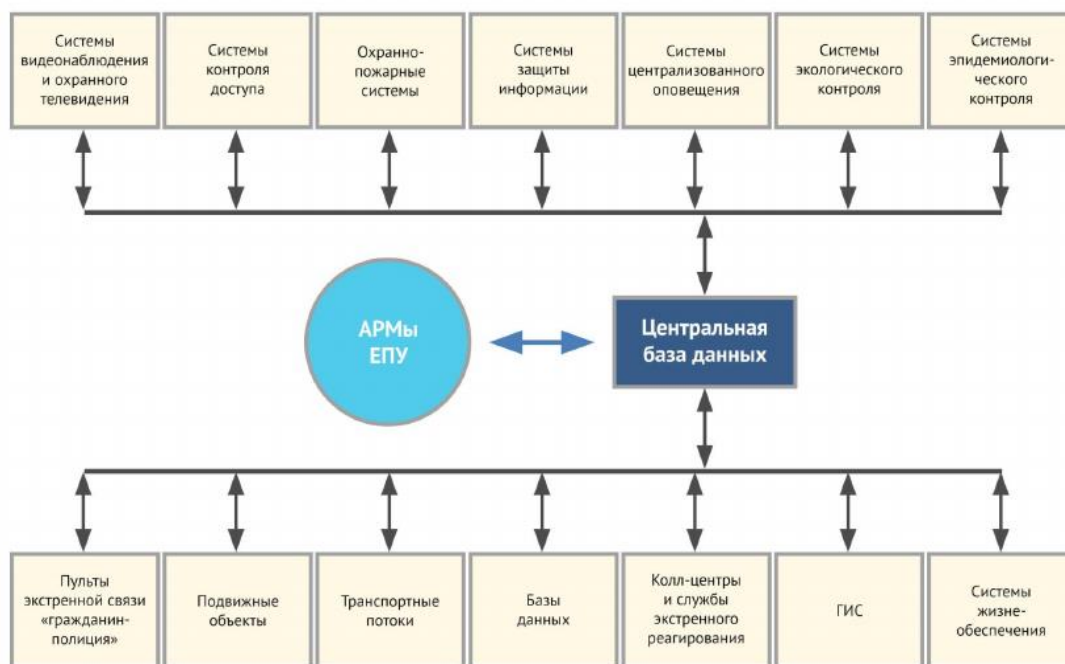 Системы
видеонаблюдения
и охранного
телевидения
Системы
контроля
доступа
Охранно-
пожарные
системы
Системы
защиты
информации
Системы
централизованного
оповещения
Системы
экологического
контроля
Системы
эпидемиологи-
ческого
контроля
АРМы
ЕПУ
Центральная
база данных
Пульты
экстренной связи
«гражданин-
полиция»
Подвижные
объекты
Транспортные
потоки
Базы
данных
Колл-центры
и службы
экстренного
реагирования
ГИС
Системы
жизне-
обеспечения